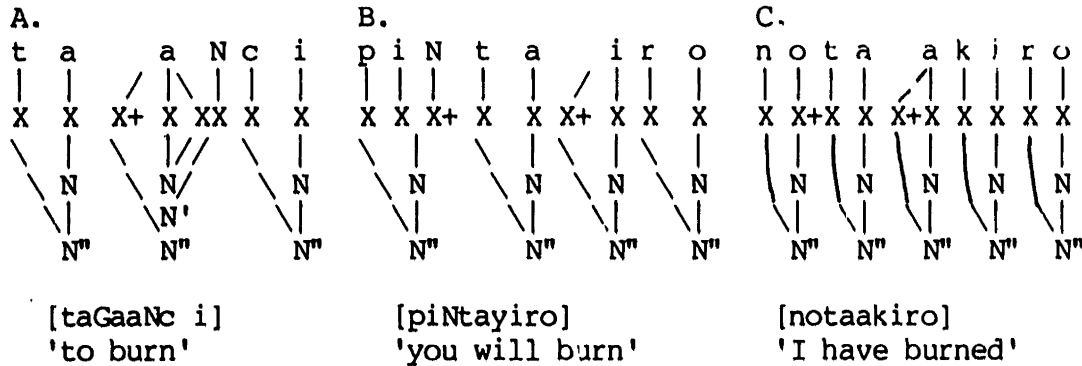 A. B. C.
t a a N c i p i N t a i r o n o t a a k i r o
X X X+ X XX X X X X X+ X X X+ X X X X X+X X X+X X X X X
N N N N N N N N N N N
N'
N" N" N" N" N" N" N" N" N" N" N"
[taGaaNc i] [piNtayiro] [notaakiro]
'to burn' 'you will burn' 'I have burned'